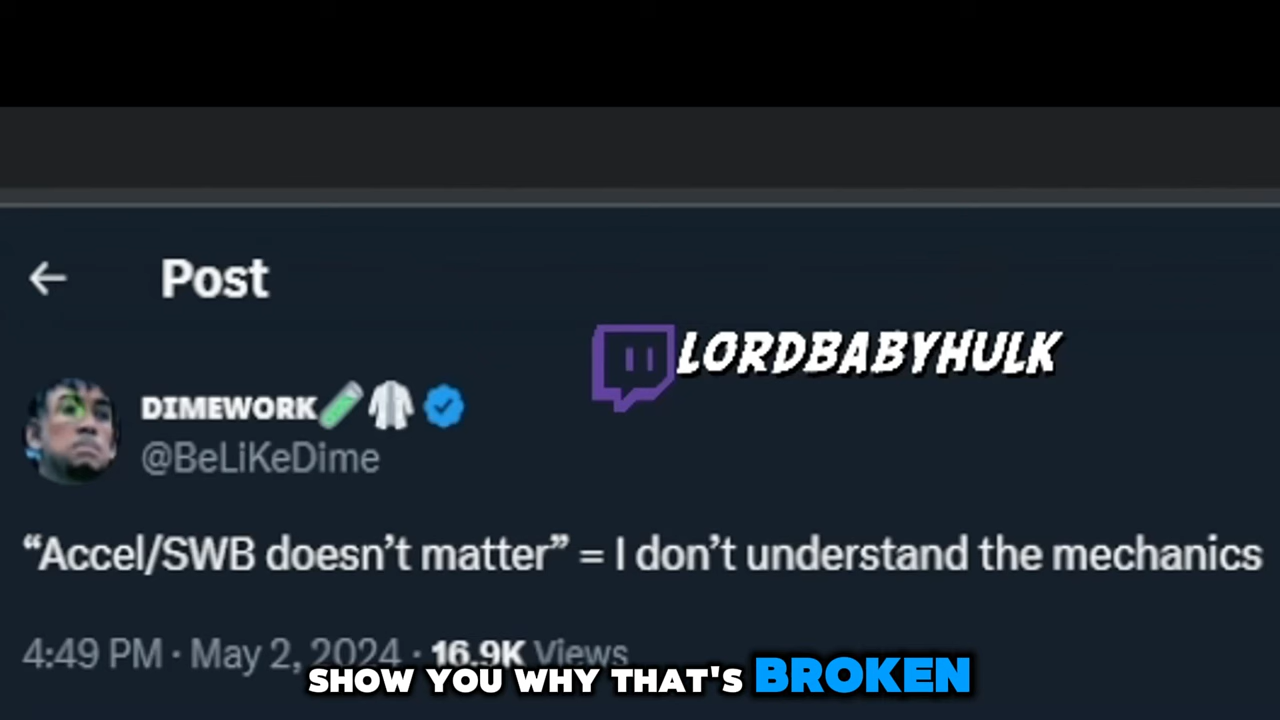 Post
LORDBABYHULK
DIMEWORK
@BeLiKeDime
“Accel/SWB doesn’t matter” = I don’t understand the mechanics
4:49 PM · May 2, 2024 · 16.9K Views
SHOW YOU WHY THAT'S BROKEN